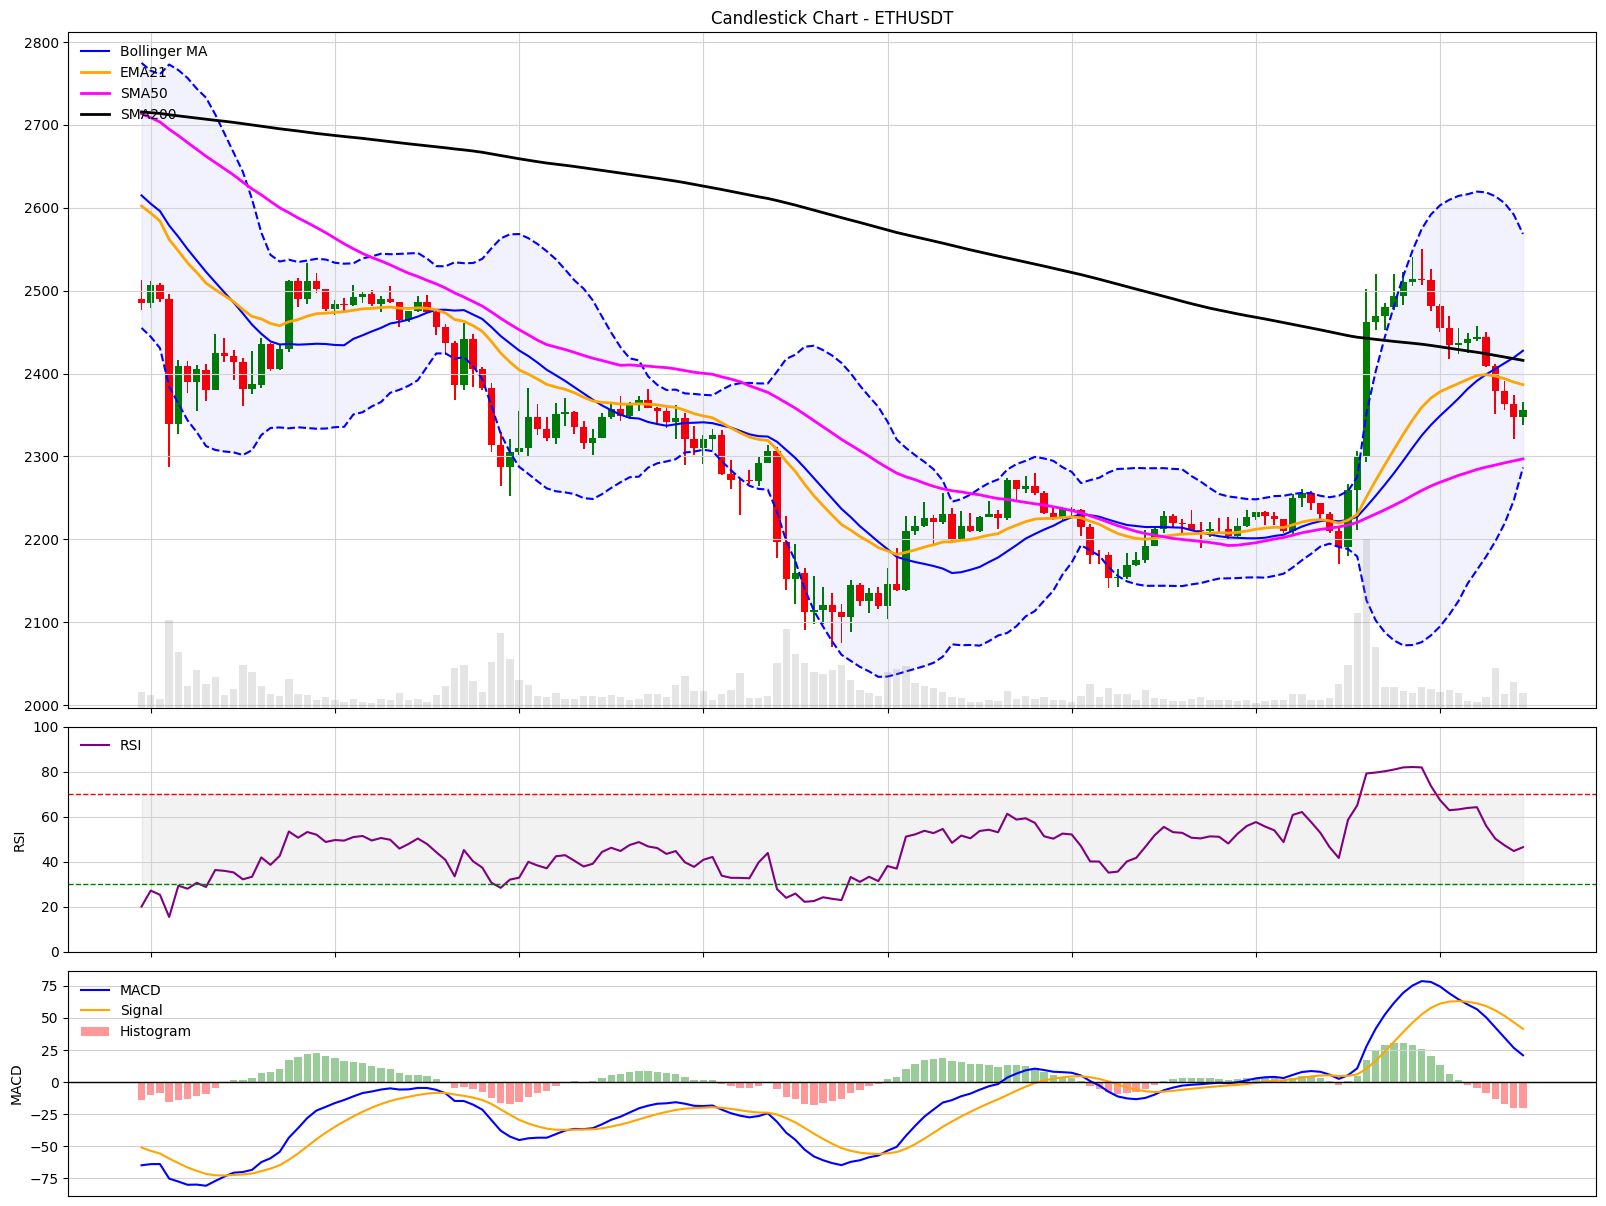 Candlestick Chart - ETHUSDT
2800
2700
2600
2500
2400
2300
2200
2100
2000
Bollinger MA
EMA21
SMA50
SMA200
100
80
60
40
20
0
RSI
RSI
75
50
25
0
−25
−50
−75
MACD
MACD
Signal
Histogram